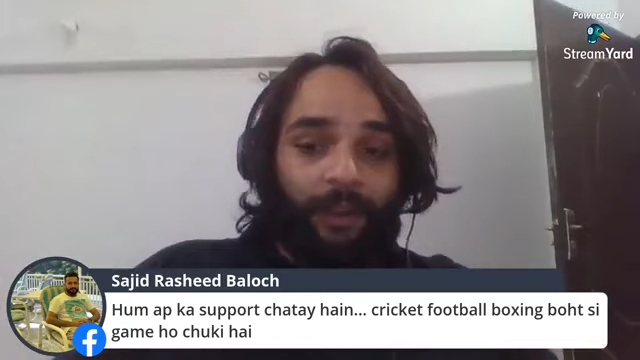 Powered by
StreamYard
Sajid Rasheed Baloch
Hum ap ka support chatay hain... cricket football boxing boht si
game ho chuki hai